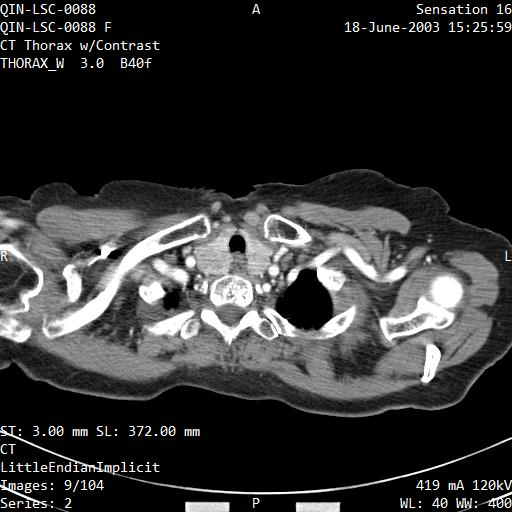 QIN-LSC-0088 A Sensation 16
QIN-LSC-0088 F 18-June-2003 15:25:59
CT Thorax w/Contrast
THORAX_W 3.0 B40f
R L
ST: 3.00 mm SL: 372.00 mm
CT
LittleEndianImplicit
Images: 9/104 419 mA 120kV
Series: 2 P WL: 40 WW: 400